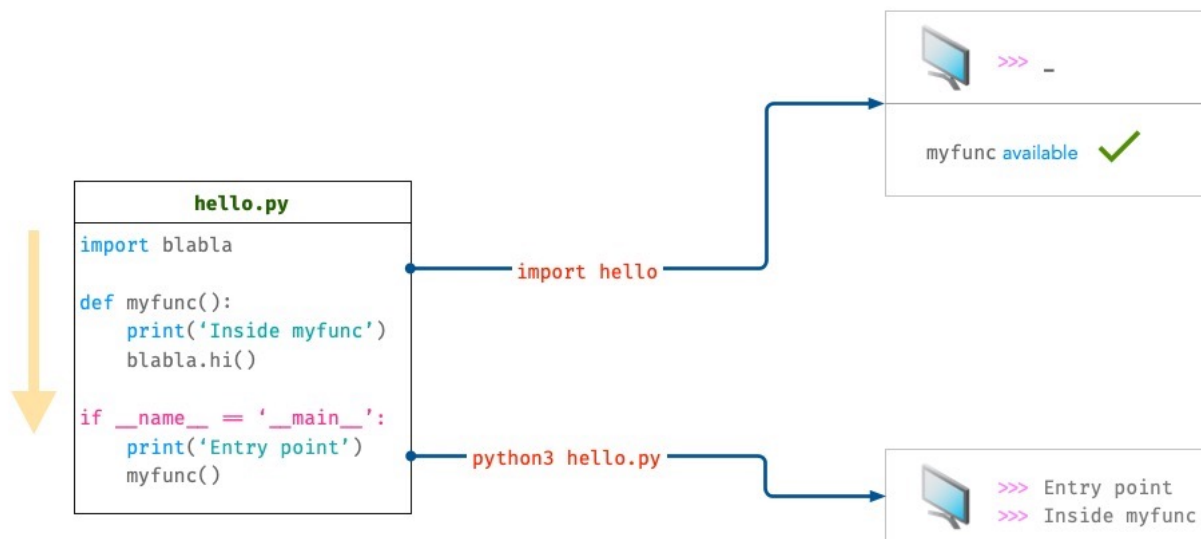 hello.py
import blabla
def myfunc():
print(‘Inside myfunc’)
blabla.hi()
if __name__ == ‘__main__’:
print(‘Entry point’)
myfunc()
import hello
python3 hello.py
>>> _
myfunc available
>>> Entry point
>>> Inside myfunc